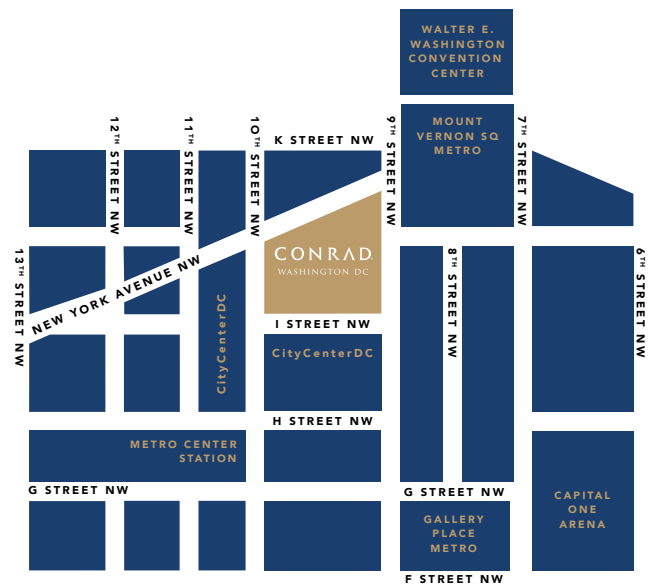 WALTER E.
WASHINGTON
CONVENTION
CENTER
MOUNT
VERNON SQ
METRO
12TH STREET NW
11TH STREET NW
10TH STREET NW
K STREET NW
9TH STREET NW
7TH STREET NW
13TH STREET NW
NEW YORK AVENUE NW
CONRAD
WASHINGTON DC
8TH STREET NW
6TH STREET NW
CityCenterDC
I STREET NW
CityCenterDC
H STREET NW
METRO CENTER
STATION
G STREET NW
G STREET NW
GALLERY
PLACE
METRO
CAPITAL
ONE
ARENA
F STREET NW